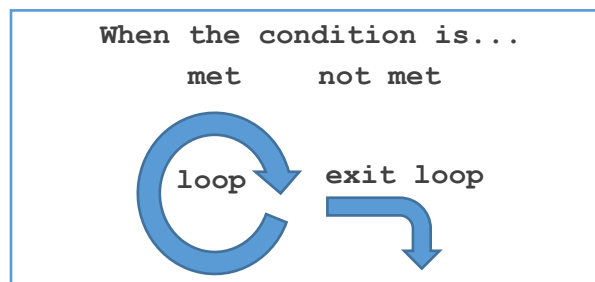 When the condition is...
met not met
loop exit loop